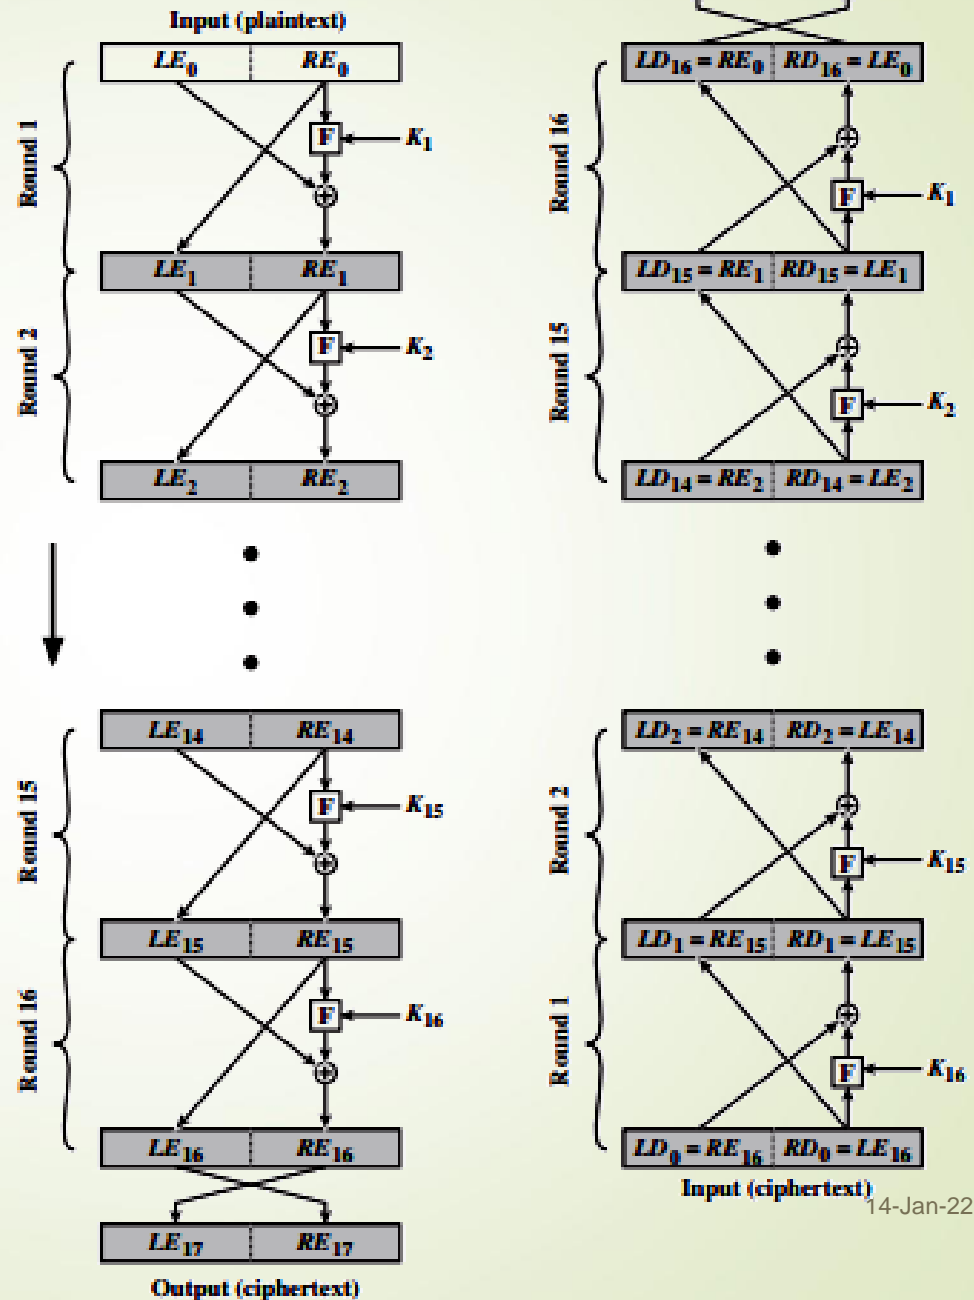 Input (plaintext)
LE0 RE0
Round 1
F
K1
LE1 RE1
Round 2
F
K2
LE2 RE2
LE14 RE14
Round 15
F
K15
LE15 RE15
Round 16
F
K16
LE16 RE16
LE17 RE17
Output (ciphertext)
LD16 = RE0 RD16 = LE0
Round 16
F
K1
LD15 = RE1 RD15 = LE1
Round 15
F
K2
LD14 = RE2 RD14 = LE2
LD2 = RE14 RD2 = LE14
Round 2
F
K15
LD1 = RE15 RD1 = LE15
Round 1
F
K16
LD0 = RE16 RD0 = LE16
Input (ciphertext)
14-Jan-22